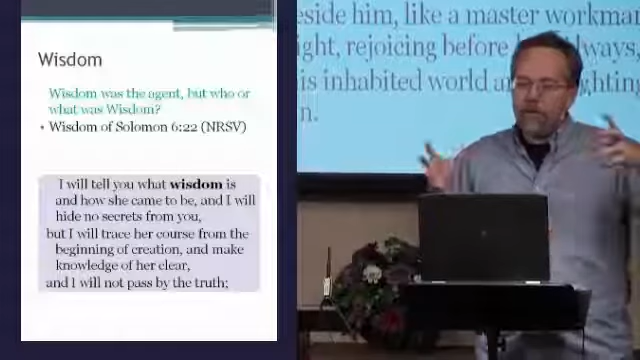 Wisdom
Wisdom was the agent, but who or
what was Wisdom?
• Wisdom of Solomon 6:22 (NRSV)
I will tell you what wisdom is
and how she came to be, and I will
hide no secrets from you,
but I will trace her course from the
beginning of creation, and make
knowledge of her clear,
and I will not pass by the truth;
eside him, like a master workman
ight, rejoicing before always,
is inhabited world an ghting
n.